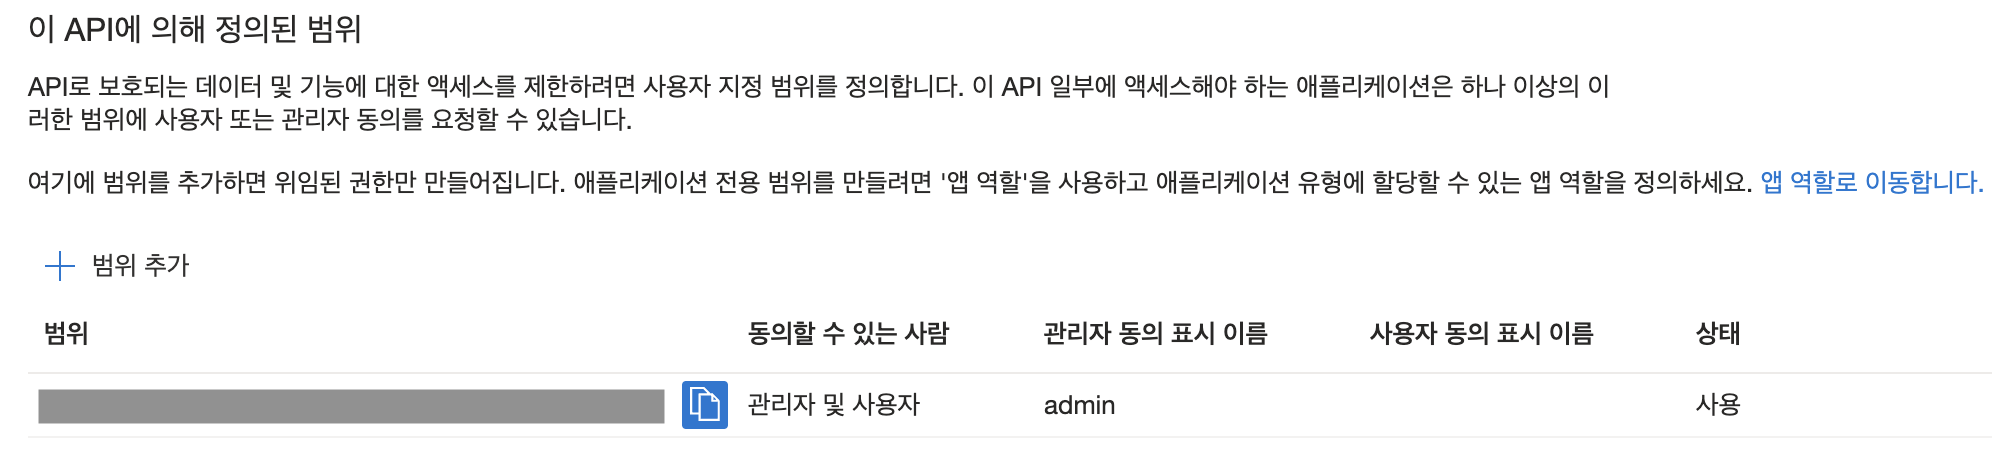 이 API에 의해 정의된 범위
API로 보호되는 데이터 및 기능에 대한 액세스를 제한하려면 사용자 지정 범위를 정의합니다. 이 API 일부에 액세스해야 하는 애플리케이션은 하나 이상의 이
러한 범위에 사용자 또는 관리자 동의를 요청할 수 있습니다.
여기에 범위를 추가하면 위임된 권한만 만들어집니다. 애플리케이션 전용 범위를 만들려면 '앱 역할'을 사용하고 애플리케이션 유형에 할당할 수 있는 앱 역할을 정의하세요. 앱 역할로 이동합니다.
범위 추가
범위 동의할 수 있는 사람 관리자 동의 표시 이름 사용자 동의 표시 이름 상태
관리자 및 사용자 admin 사용